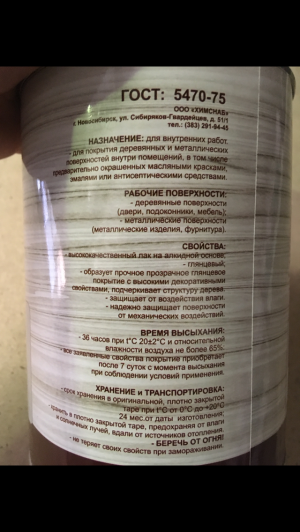 ГОСТ: 5470-75
ООО «ХИМСНАБ»
г. Новосибирск, ул. Сибиряков-Гвардейцев, д. 51/1
тел.: (383) 291-94-45
НАЗНАЧЕНИЕ: для внутренних работ.
- для покрытия деревянных и металлических
поверхностей внутри помещений, в том числе
предварительно окрашенных масляными красками,
эмалями или антисептическими средствами.
РАБОЧИЕ ПОВЕРХНОСТИ:
- деревянные поверхности
(двери, подоконники, мебель);
- металлические поверхности
(металлические изделия, фурнитура).
СВОЙСТВА:
- высококачественный лак на алкидной основе;
- глянцевый;
- образует прочное прозрачное глянцевое
покрытие с высокими декоративными
свойствами, подчеркивает структуру дерева
- защищает от воздействия влаги.
- надежно защищает поверхности
от механических воздействий.
ВРЕМЯ ВЫСЫХАНИЯ:
- 36 часов при t°С 20±2°С и относительной
влажности воздуха не более 65%.
- все заявленные свойства покрытие приобретает
после 7 суток с момента высыхания
при соблюдении условий применения.
ХРАНЕНИЕ И ТРАНСПОРТИРОВКА:
- срок хранения в оригинальной, плотно закрытой
таре при t°С от 0°С до +20°С
24 мес.от даты изготовления;
- хранить в плотно закрытой таре, предохраняя от влаги
и солнечных лучей, вдали от источников отопления.
- БЕРЕЧЬ ОТ ОГНЯ!
- не теряет своих свойств при замораживании.